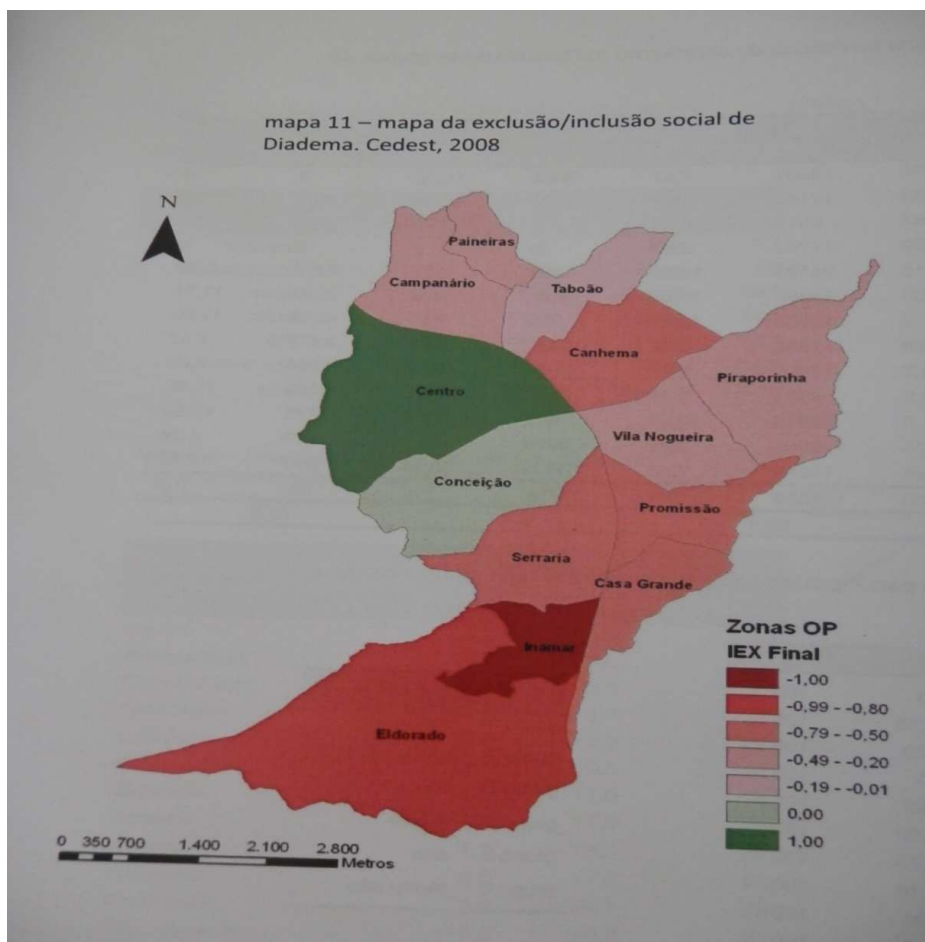 mapa 11 – mapa da exclusão/inclusão social de
Diadema. Cedest, 2008
N
Paineiras
Campanário
Taboão
Canhema
Piraporinha
Centro
Vila Nogueira
Conceição
Promissão
Serraria
Casa Grande
Inamar
Eldorado
Zonas OP
IEX Final
-1,00
-0,99 - -0,80
-0,79 - -0,50
-0,49 - -0,20
-0,19 - -0,01
0,00
1,00
0 350 700 1.400 2.100 2.800
Metros